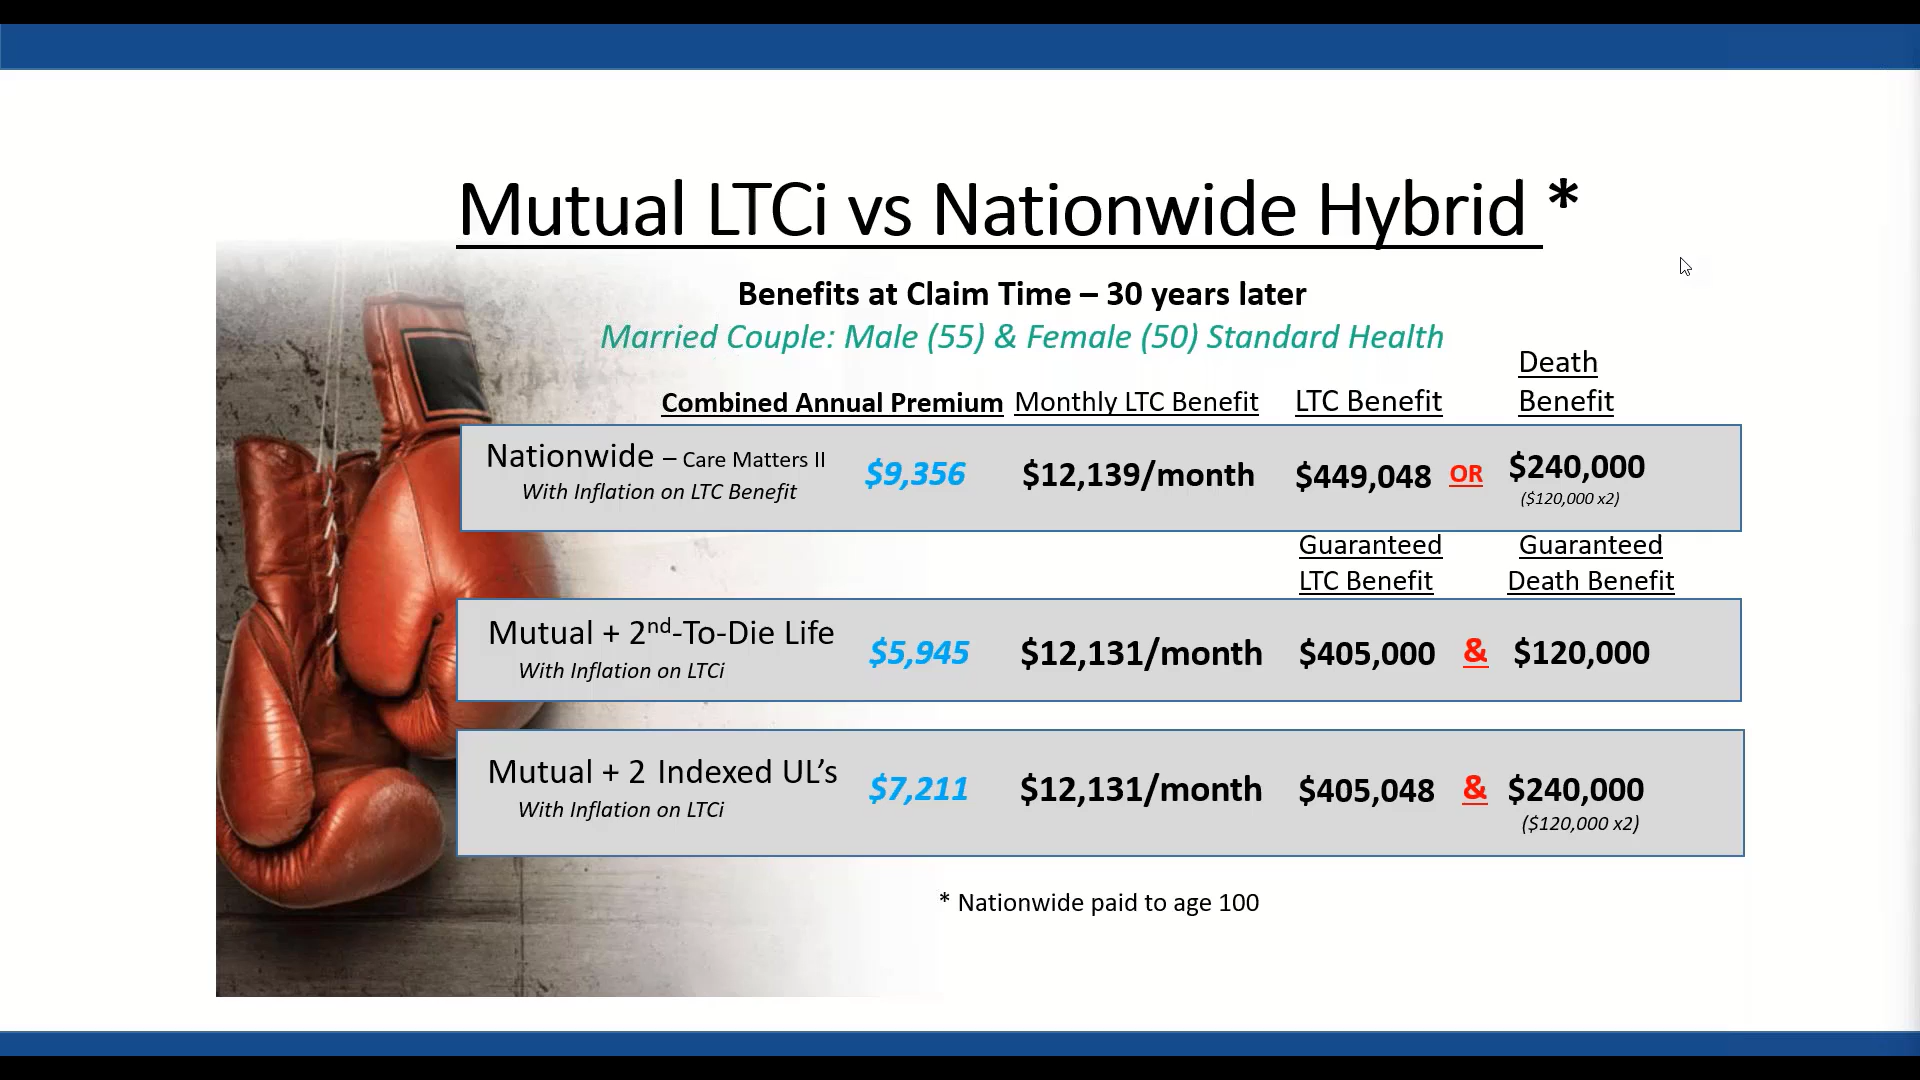 Mutual LTCi vs Nationwide Hybrid *
Benefits at Claim Time – 30 years later
Married Couple: Male (55) & Female (50) Standard Health
Combined Annual Premium Monthly LTC Benefit LTC Benefit Death
Benefit
Nationwide – Care Matters II $9,356 $12,139/month $449,048 OR $240,000
With Inflation on LTC Benefit ($120,000 x2)
Guaranteed Guaranteed
LTC Benefit Death Benefit
Mutual + 2nd-To-Die Life $5,945 $12,131/month $405,000 & $120,000
With Inflation on LTCi
Mutual + 2 Indexed UL’s $7,211 $12,131/month $405,048 & $240,000
With Inflation on LTCi ($120,000 x2)
* Nationwide paid to age 100